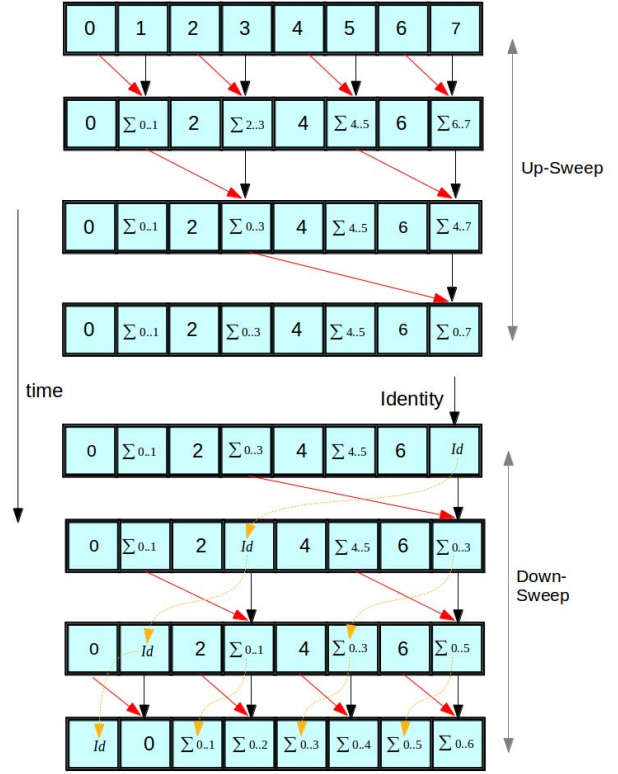 0 1 2 3 4 5 6 7
0 ∑ 0..1 2 ∑ 2..3 4 ∑ 4..5 6 ∑ 6..7
Up-Sweep
0 ∑ 0..1 2 ∑ 0..3 4 ∑ 4..5 6 ∑ 4..7
0 ∑ 0..1 2 ∑ 0..3 4 ∑ 4..5 6 ∑ 0..7
time
Identity
0 ∑ 0..1 2 ∑ 0..3 4 ∑ 4..5 6 Id
0 ∑ 0..1 2 Id 4 ∑ 4..5 6 ∑ 0..3
Down-
Sweep
0 Id 2 ∑ 0..1 4 ∑ 0..3 6 ∑ 0..5
Id 0 ∑ 0..1 ∑ 0..2 ∑ 0..3 ∑ 0..4 ∑ 0..5 ∑ 0..6